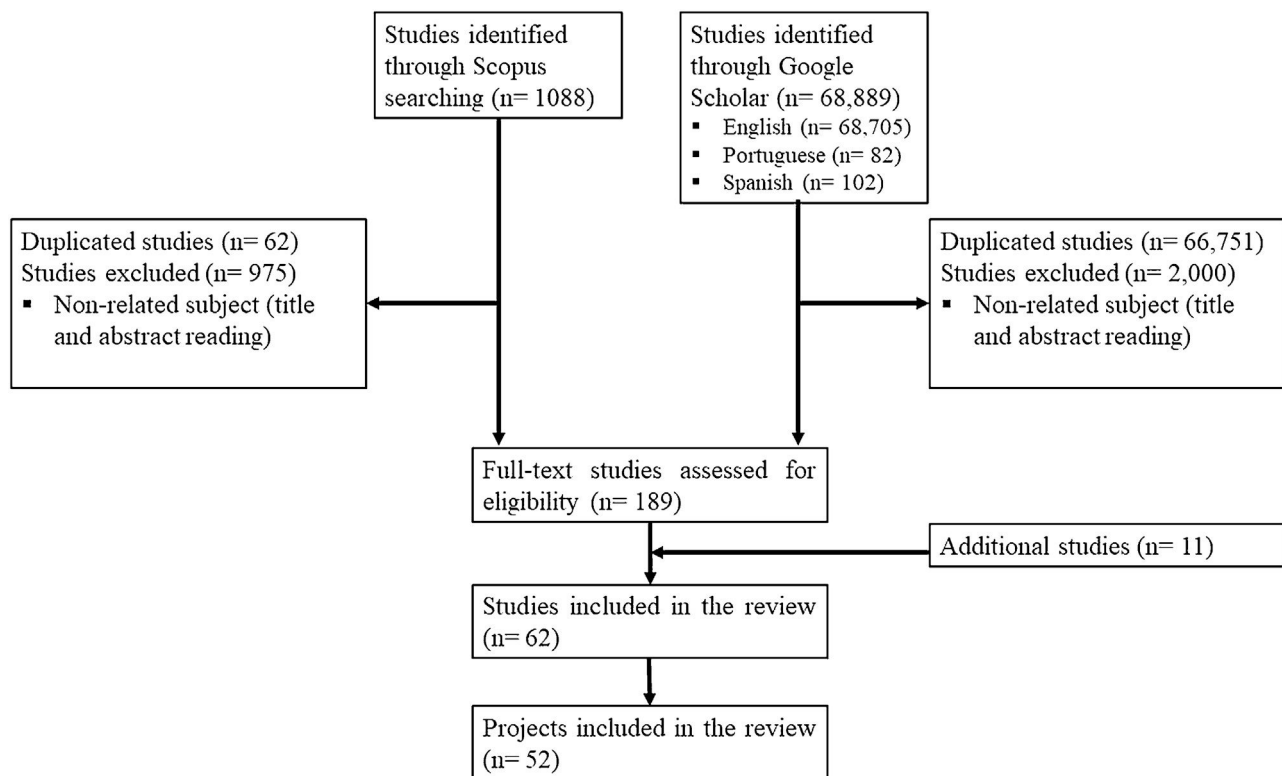 Studies identified
through Scopus
searching (n= 1088)
Studies identified
through Google
Scholar (n= 68,889)
▪ English (n= 68,705)
▪ Portuguese (n= 82)
▪ Spanish (n= 102)
Duplicated studies (n= 62)
Studies excluded (n= 975)
▪ Non-related subject (title
and abstract reading)
Duplicated studies (n= 66,751)
Studies excluded (n= 2,000)
▪ Non-related subject (title
and abstract reading)
Full-text studies assessed for
eligibility (n= 189)
Additional studies (n= 11)
Studies included in the review
(n= 62)
Projects included in the review
(n= 52)